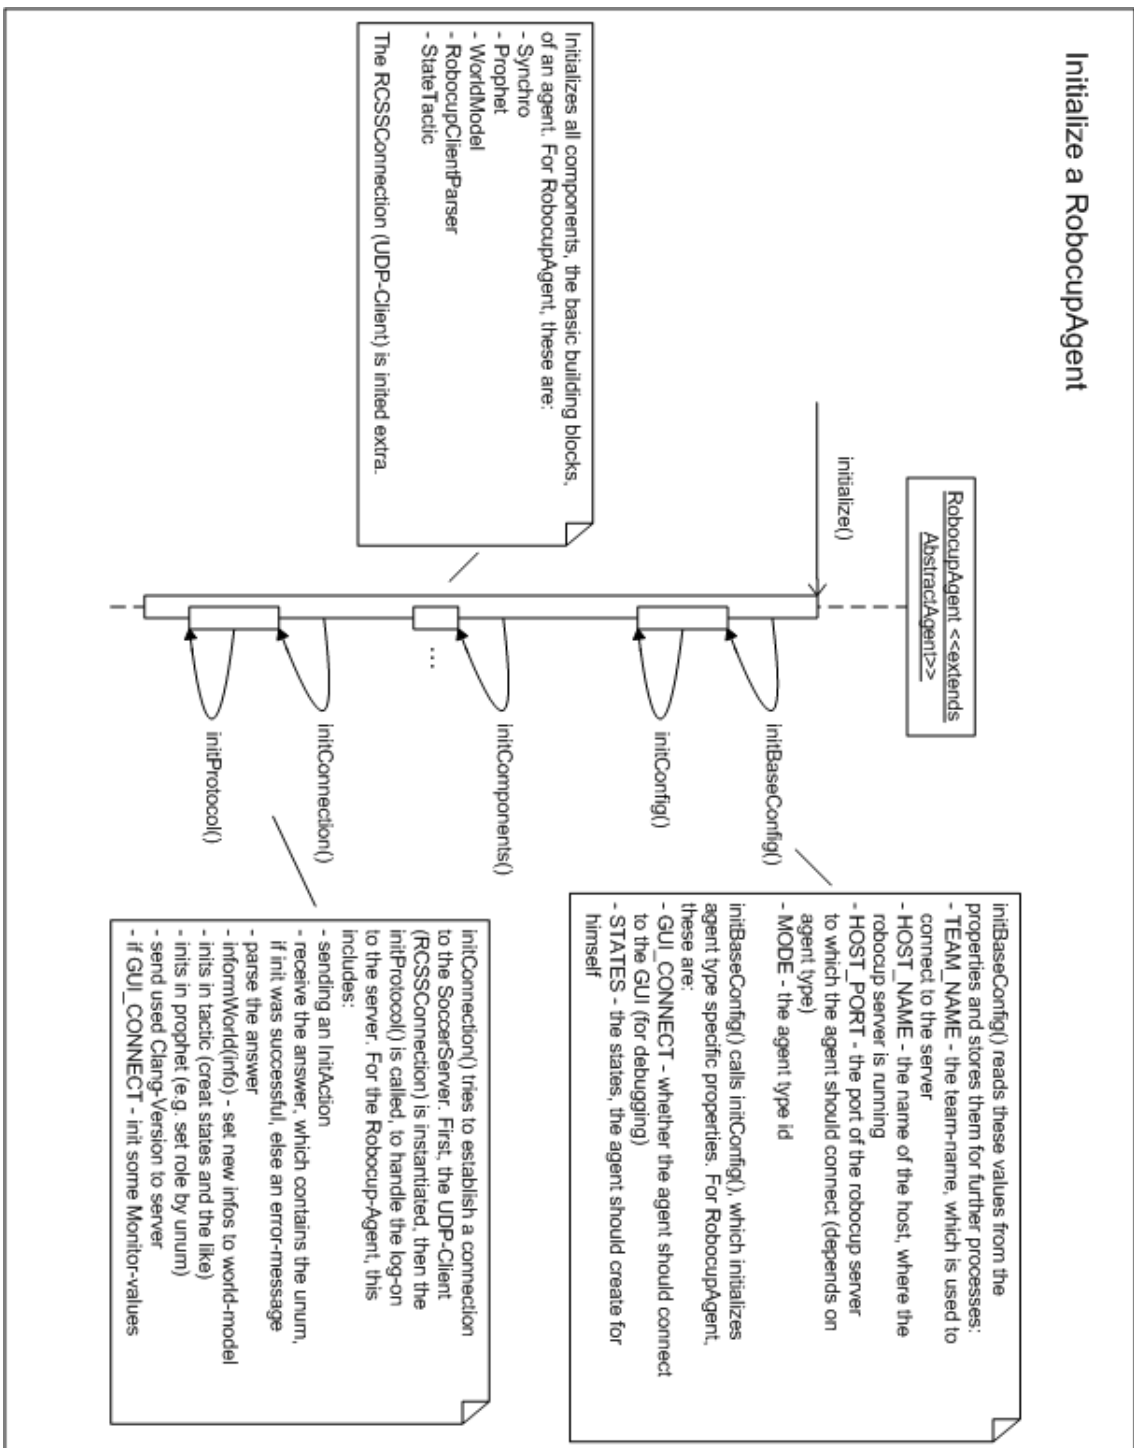 Initialize a RobocupAgent
RobocupAgent <<extends
AbstractAgent>>
initialize()
initBaseConfig()
initConfig()
initComponents()
...
initConnection()
initProtocol()
initBaseConfig() reads these values from the
properties and stores them for further processes:
- TEAM_NAME - the team-name, which is used to
connect to the server
- HOST_NAME - the name of the host, where the
robocup server is running
- HOST_PORT - the port of the robocup server
to which the agent should connect (depends on
agent type)
- MODE - the agent type id
initBaseConfig() calls initConfig(), which initializes
agent type specific properties. For RobocupAgent,
these are:
- GUI_CONNECT - whether the agent should connect
to the GUI (for debugging)
- STATES - the states, the agent should create for
himself
Initializes all components, the basic building blocks,
of an agent. For RobocupAgent, these are:
- Synchro
- Prophet
- WorldModel
- RobocupClientParser
- StateTactic
The RCSSConnection (UDP-Client) is inited extra.
initConnection() tries to establish a connection
to the SoccerServer. First, the UDP-Client
(RCSSConnection) is instantiated, then the
initProtocol() is called, to handle the log-on
to the server. For the Robocup-Agent, this
includes:
- sending an InitAction
- receive the answer, which contains the unum,
if init was successful, else an error-message
- parse the answer
- informWorld(info) - set new infos to world-model
- inits in tactic (creat states and the like)
- inits in prophet (e.g. set role by unum)
- send used Clang-Version to server
- if GUI_CONNECT - init some Monitor-values